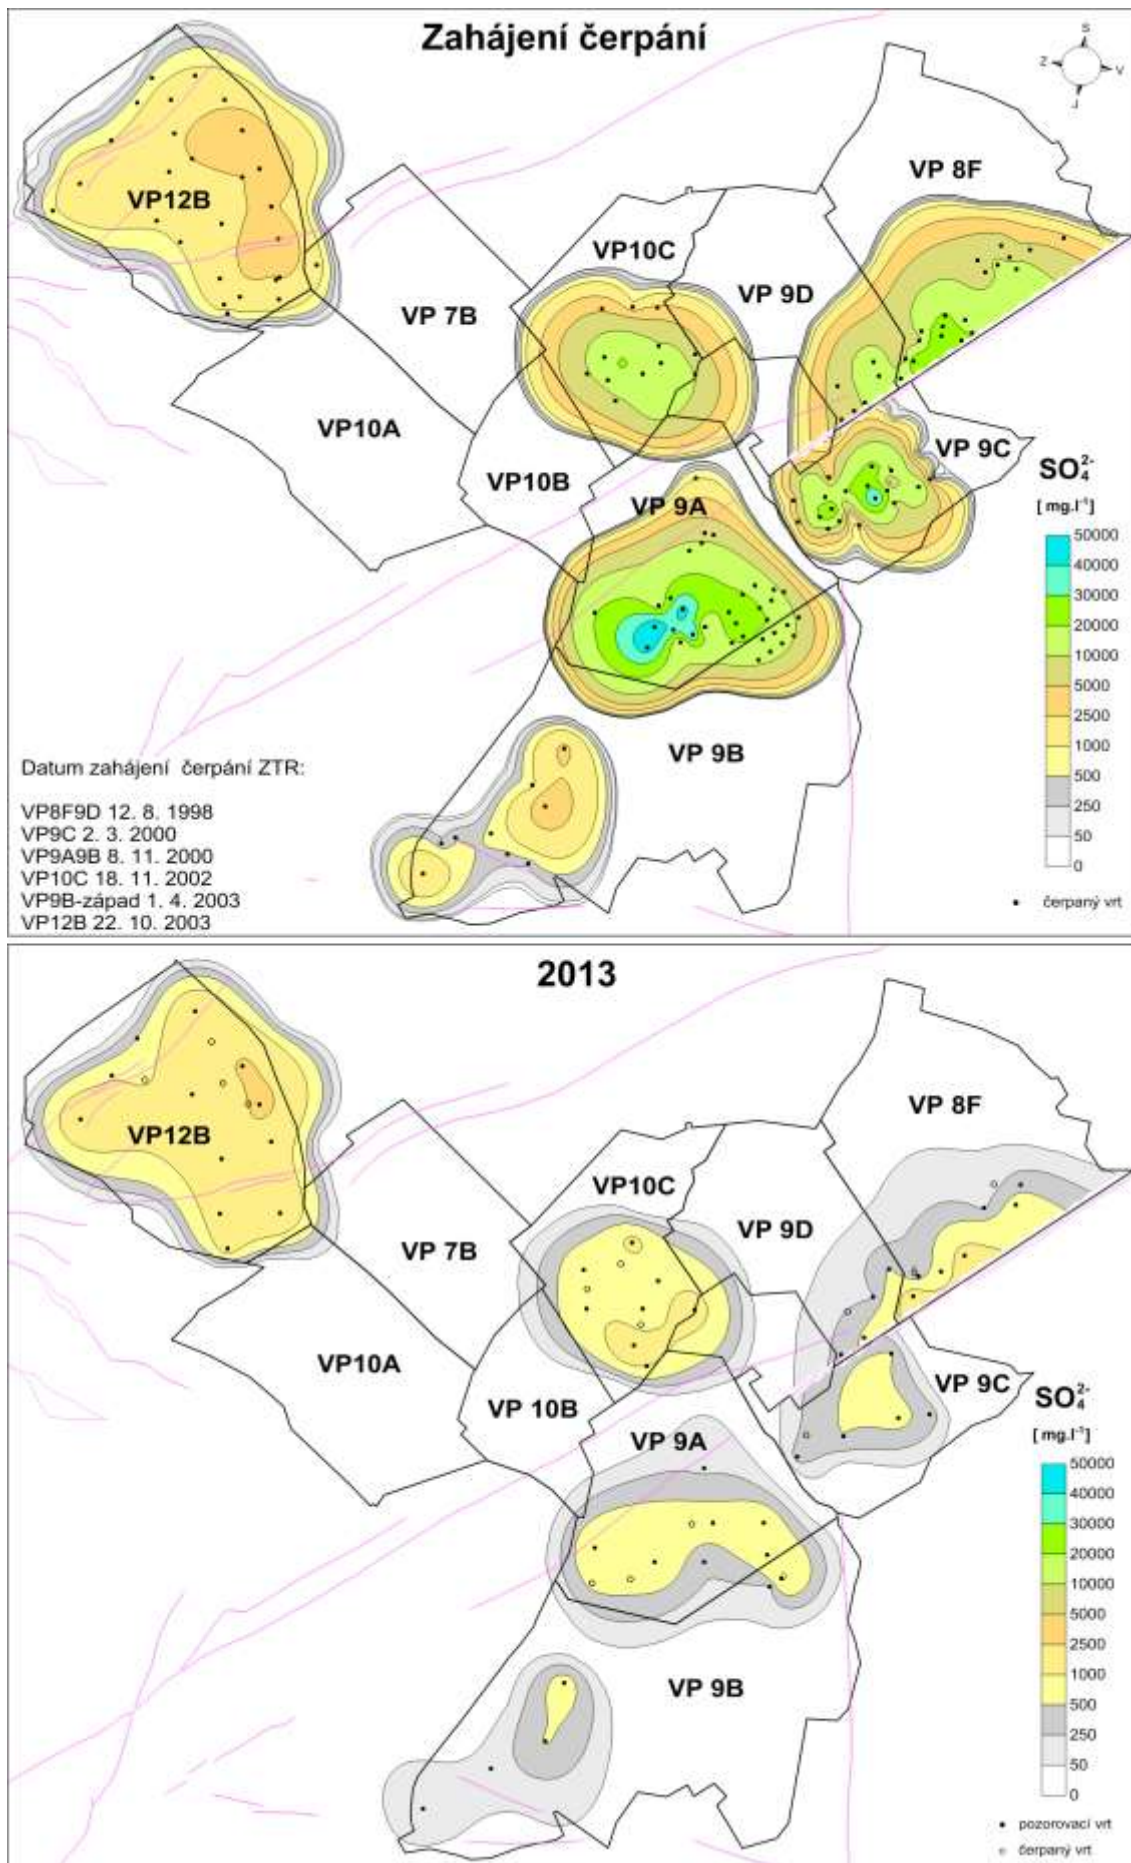 Zahájení čerpání
S
Z
V
J
VP 8F
VP12B
VP10C
VP 9D
VP 7B
VP10A
VP 9C
VP10B
VP 9A
SO₄²⁻
[ mg.l⁻¹]
50000
40000
30000
20000
10000
5000
2500
1000
500
250
50
0
VP 9B
Datum zahájení čerpání ZTR:
VP8F9D 12. 8. 1998
VP9C 2. 3. 2000
VP9A9B 8. 11. 2000
VP10C 18. 11. 2002
VP9B-západ 1. 4. 2003
VP12B 22. 10. 2003
čerpaný vrt
2013
VP 8F
VP12B
VP10C
VP 9D
VP 7B
VP10A
VP 9C
VP 10B
VP 9A
SO₄²⁻
[ mg.l⁻¹]
50000
40000
30000
20000
10000
5000
2500
1000
500
250
50
0
VP 9B
pozorovací vrt
čerpaný vrt